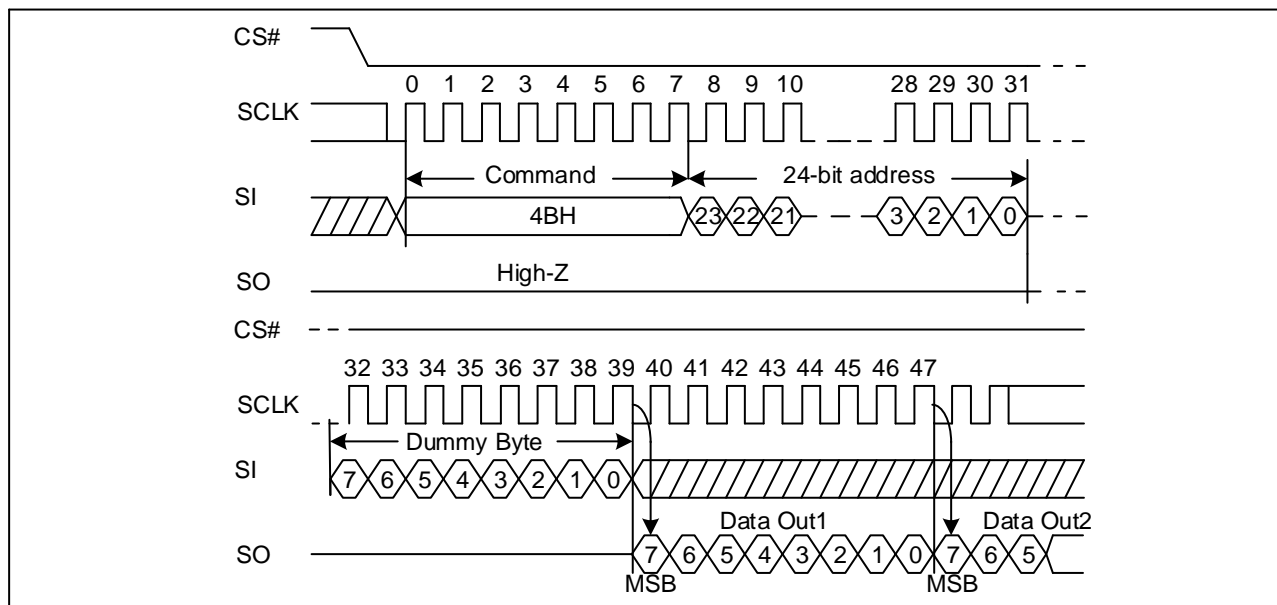 CS#
0 1 2 3 4 5 6 7 8 9 10 28 29 30 31
SCLK
Command 24-bit address
SI
4BH 23 22 21 3 2 1 0
High-Z
SO
CS#
32 33 34 35 36 37 38 39 40 41 42 43 44 45 46 47
SCLK
Dummy Byte
SI
7 6 5 4 3 2 1 0
Data Out1 Data Out2
SO
7 6 5 4 3 2 1 0 7 6 5
MSB MSB